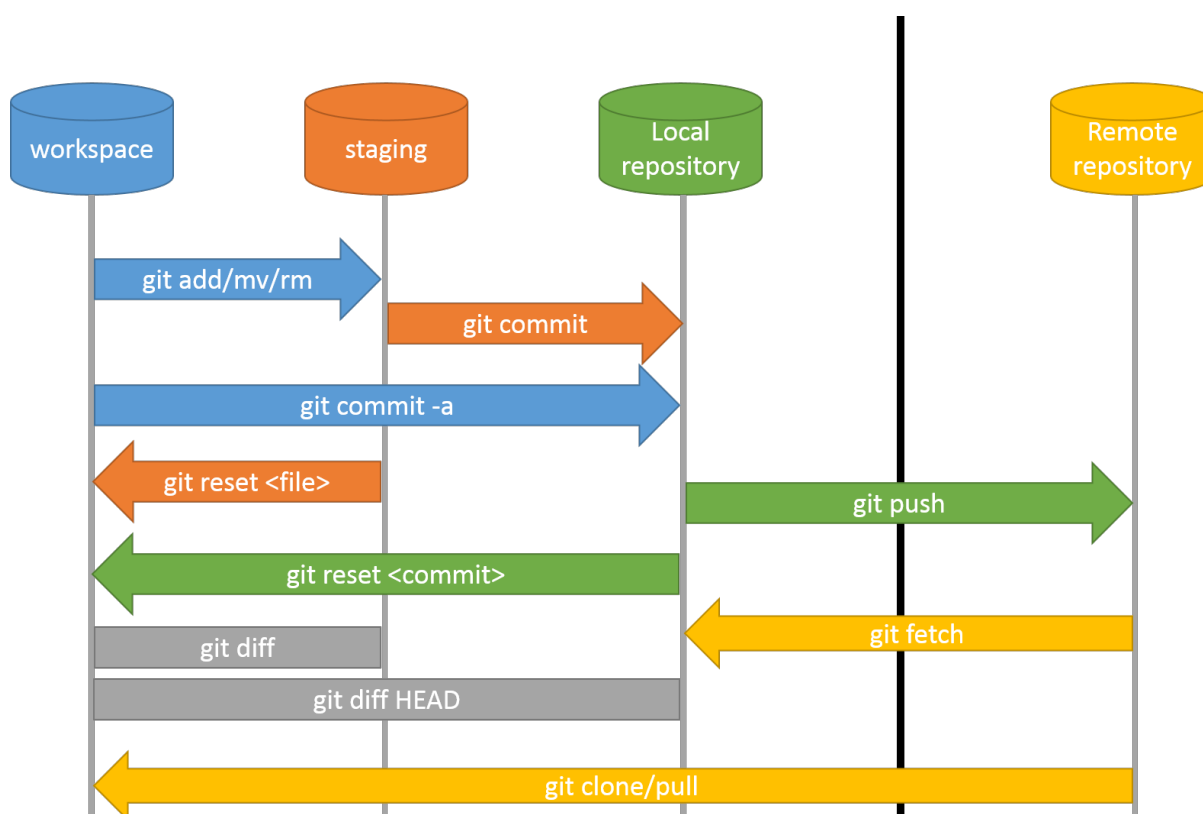 workspace
staging
Local
repository
Remote
repository
git add/mv/rm
git commit
git commit -a
git reset <file>
git push
git reset <commit>
git fetch
git diff
git diff HEAD
git clone/pull